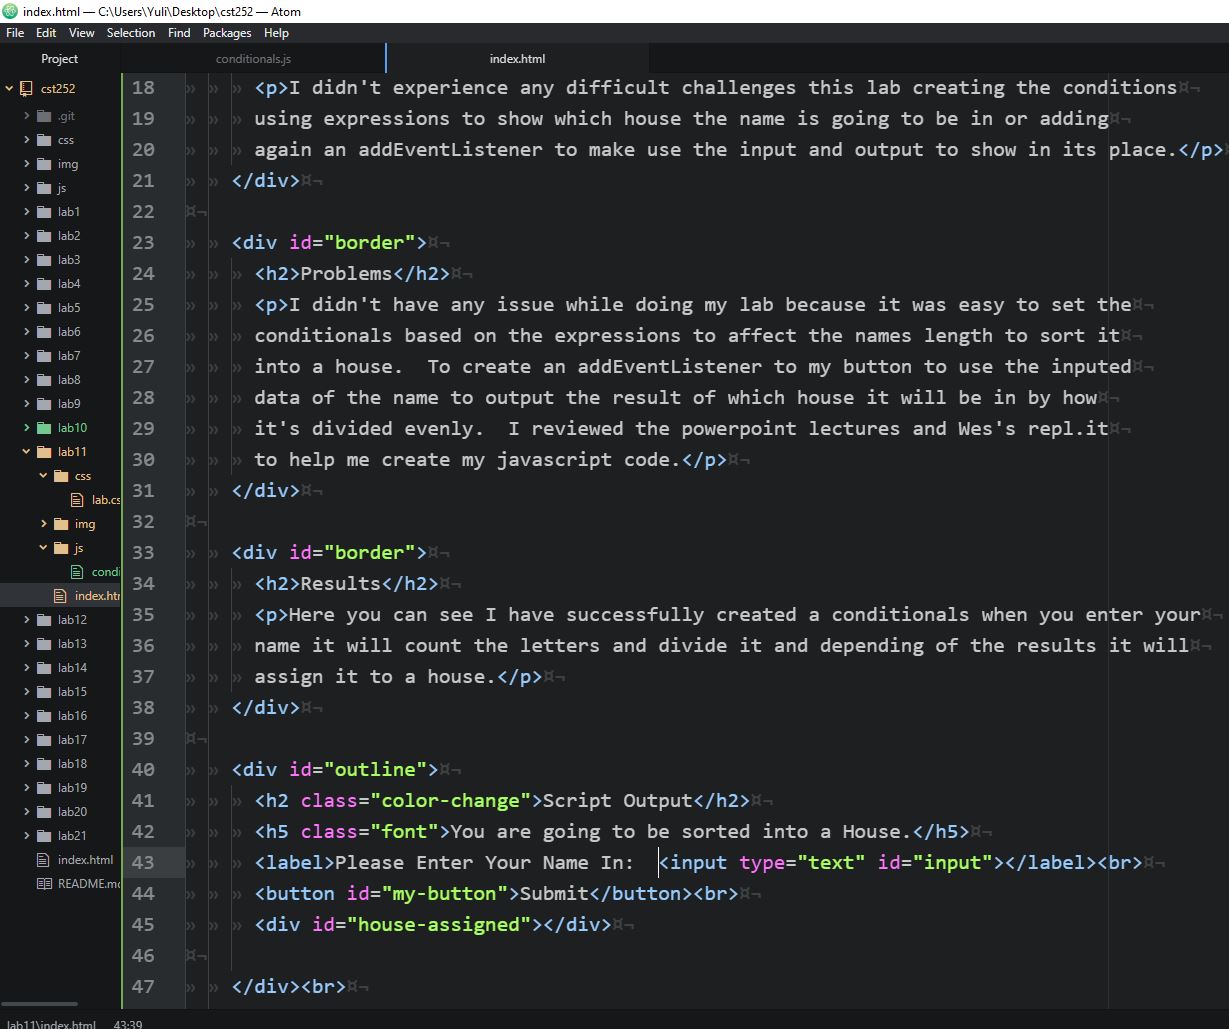 index.html — C:\Users\Yuli\Desktop\cst252 — Atom
File Edit View Selection Find Packages Help
Project
conditionals.js
index.html
cst252
.git
css
img
js
lab1
lab2
lab3
lab4
lab5
lab6
lab7
lab8
lab9
lab10
lab11
css
lab.cs
img
js
condi
index.htm
lab12
lab13
lab14
lab15
lab16
lab17
lab18
lab19
lab20
lab21
index.html
README.md
18 » » » <p>I didn't experience any difficult challenges this lab creating the conditions¤¬
19 » » » using expressions to show which house the name is going to be in or adding¤¬
20 » » » again an addEventListener to make use the input and output to show in its place.</p>¤
21 » » </div>¤¬
22 ¤¬
23 » » <div id="border">¤¬
24 » » » <h2>Problems</h2>¤¬
25 » » » <p>I didn't have any issue while doing my lab because it was easy to set the¤¬
26 » » » conditionals based on the expressions to affect the names length to sort it¤¬
27 » » » into a house.  To create an addEventListener to my button to use the inputed¤¬
28 » » » data of the name to output the result of which house it will be in by how¤¬
29 » » » it's divided evenly.  I reviewed the powerpoint lectures and Wes's repl.it¤¬
30 » » » to help me create my javascript code.</p>¤¬
31 » » </div>¤¬
32 ¤¬
33 » » <div id="border">¤¬
34 » » » <h2>Results</h2>¤¬
35 » » » <p>Here you can see I have successfully created a conditionals when you enter your¤¬
36 » » » name it will count the letters and divide it and depending of the results it will¤¬
37 » » » assign it to a house.</p>¤¬
38 » » </div>¤¬
39 ¤¬
40 » » <div id="outline">¤¬
41 » » » <h2 class="color-change">Script Output</h2>¤¬
42 » » » <h5 class="font">You are going to be sorted into a House.</h5>¤¬
43 » » » <label>Please Enter Your Name In:  <input type="text" id="input"></label><br>¤¬
44 » » » <button id="my-button">Submit</button><br>¤¬
45 » » » <div id="house-assigned"></div>¤¬
46 ¤¬
47 » » </div><br>¤¬
lab11\index.html 43:39